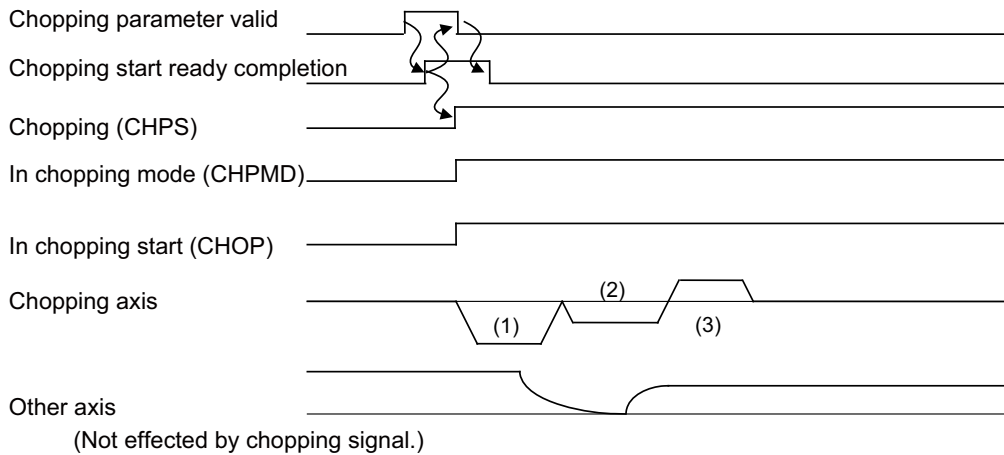 Chopping parameter valid
Chopping start ready completion
Chopping (CHPS)
In chopping mode (CHPMD)
In chopping start (CHOP)
Chopping axis
(1)
(2)
(3)
Other axis
(Not effected by chopping signal.)